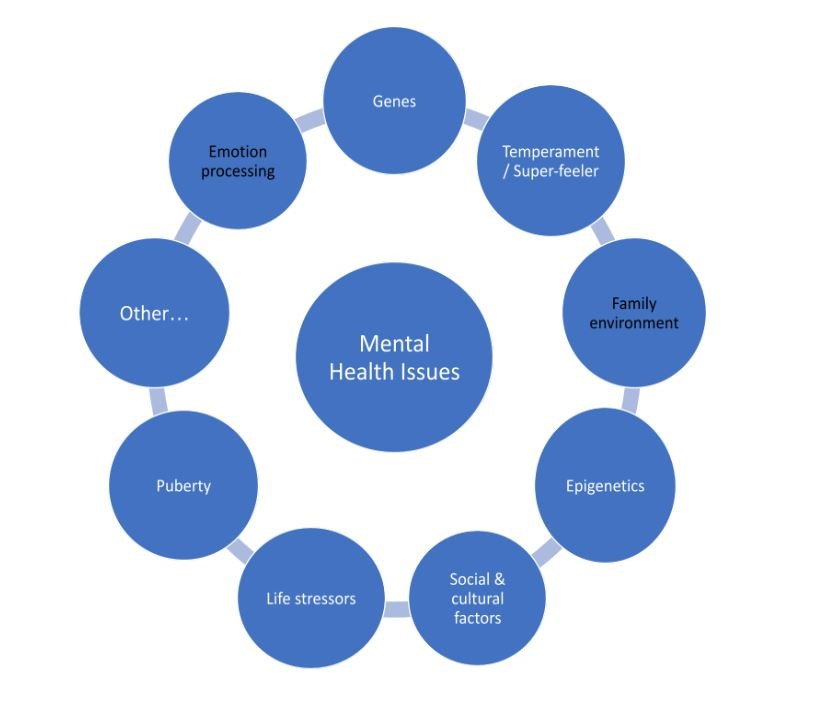 Genes
Temperament
/ Super-feeler
Family
environment
Epigenetics
Social &
cultural
factors
Life stressors
Puberty
Other…
Emotion
processing
Mental
Health Issues